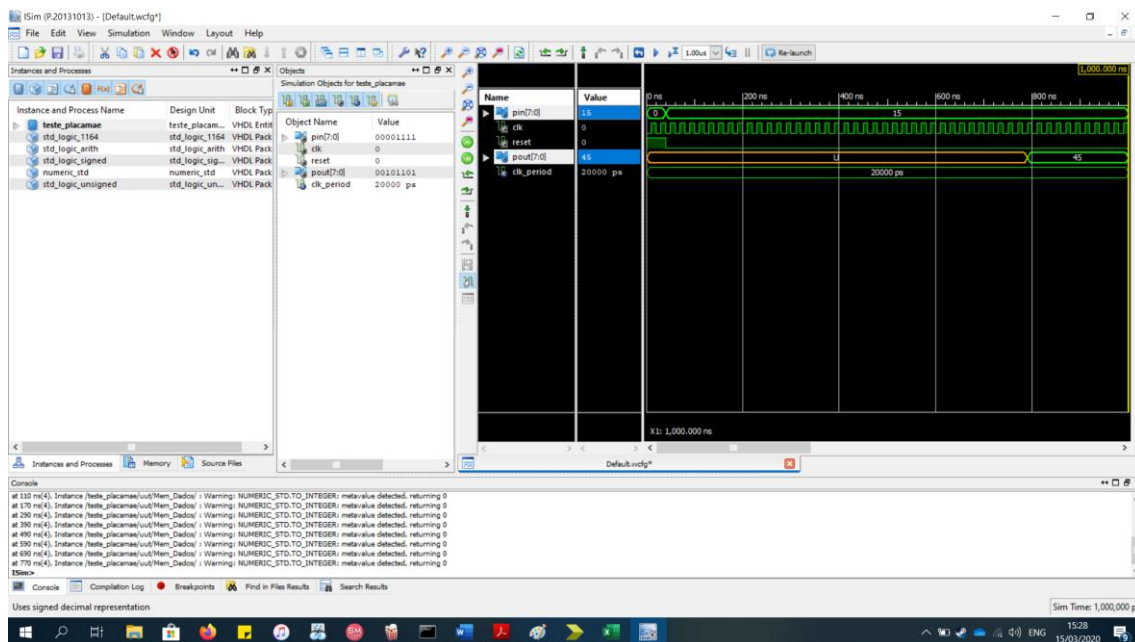 ISim (P.20131013) - [Default.wcfg*]
File Edit View Simulation Window Layout Help
1.00us Re-launch
Instances and Processes
Instance and Process Name Design Unit Block Typ
teste_placamae teste_placam... VHDL Entit
std_logic_1164 std_logic_1164 VHDL Pack
std_logic_arith std_logic_arith VHDL Pack
std_logic_signed std_logic_sig... VHDL Pack
numeric_std numeric_std VHDL Pack
std_logic_unsigned std_logic_un... VHDL Pack
Instances and Processes Memory Source Files
Objects
Simulation Objects for teste_placamae
Object Name Value
pin[7:0] 00001111
clk 0
reset 0
pout[7:0] 00101101
clk_period 20000 ps
1,000.000 ns
Name Value 0 ns 200 ns 400 ns 600 ns 800 ns
pin[7:0] 15 0 15
clk 0
reset 0
pout[7:0] 45 U 45
clk_period 20000 ps 20000 ps
X1: 1,000.000 ns
Default.wcfg*
Console
at 110 ns(4), Instance /teste_placamae/uut/Mem_Dados/ : Warning: NUMERIC_STD.TO_INTEGER: metavalue detected, returning 0
at 170 ns(4), Instance /teste_placamae/uut/Mem_Dados/ : Warning: NUMERIC_STD.TO_INTEGER: metavalue detected, returning 0
at 290 ns(4), Instance /teste_placamae/uut/Mem_Dados/ : Warning: NUMERIC_STD.TO_INTEGER: metavalue detected, returning 0
at 390 ns(4), Instance /teste_placamae/uut/Mem_Dados/ : Warning: NUMERIC_STD.TO_INTEGER: metavalue detected, returning 0
at 490 ns(4), Instance /teste_placamae/uut/Mem_Dados/ : Warning: NUMERIC_STD.TO_INTEGER: metavalue detected, returning 0
at 590 ns(4), Instance /teste_placamae/uut/Mem_Dados/ : Warning: NUMERIC_STD.TO_INTEGER: metavalue detected, returning 0
at 690 ns(4), Instance /teste_placamae/uut/Mem_Dados/ : Warning: NUMERIC_STD.TO_INTEGER: metavalue detected, returning 0
at 770 ns(4), Instance /teste_placamae/uut/Mem_Dados/ : Warning: NUMERIC_STD.TO_INTEGER: metavalue detected, returning 0
ISim>
Console Compilation Log Breakpoints Find in Files Results Search Results
Uses signed decimal representation Sim Time: 1,000,000 p
ENG 15:28
15/03/2020